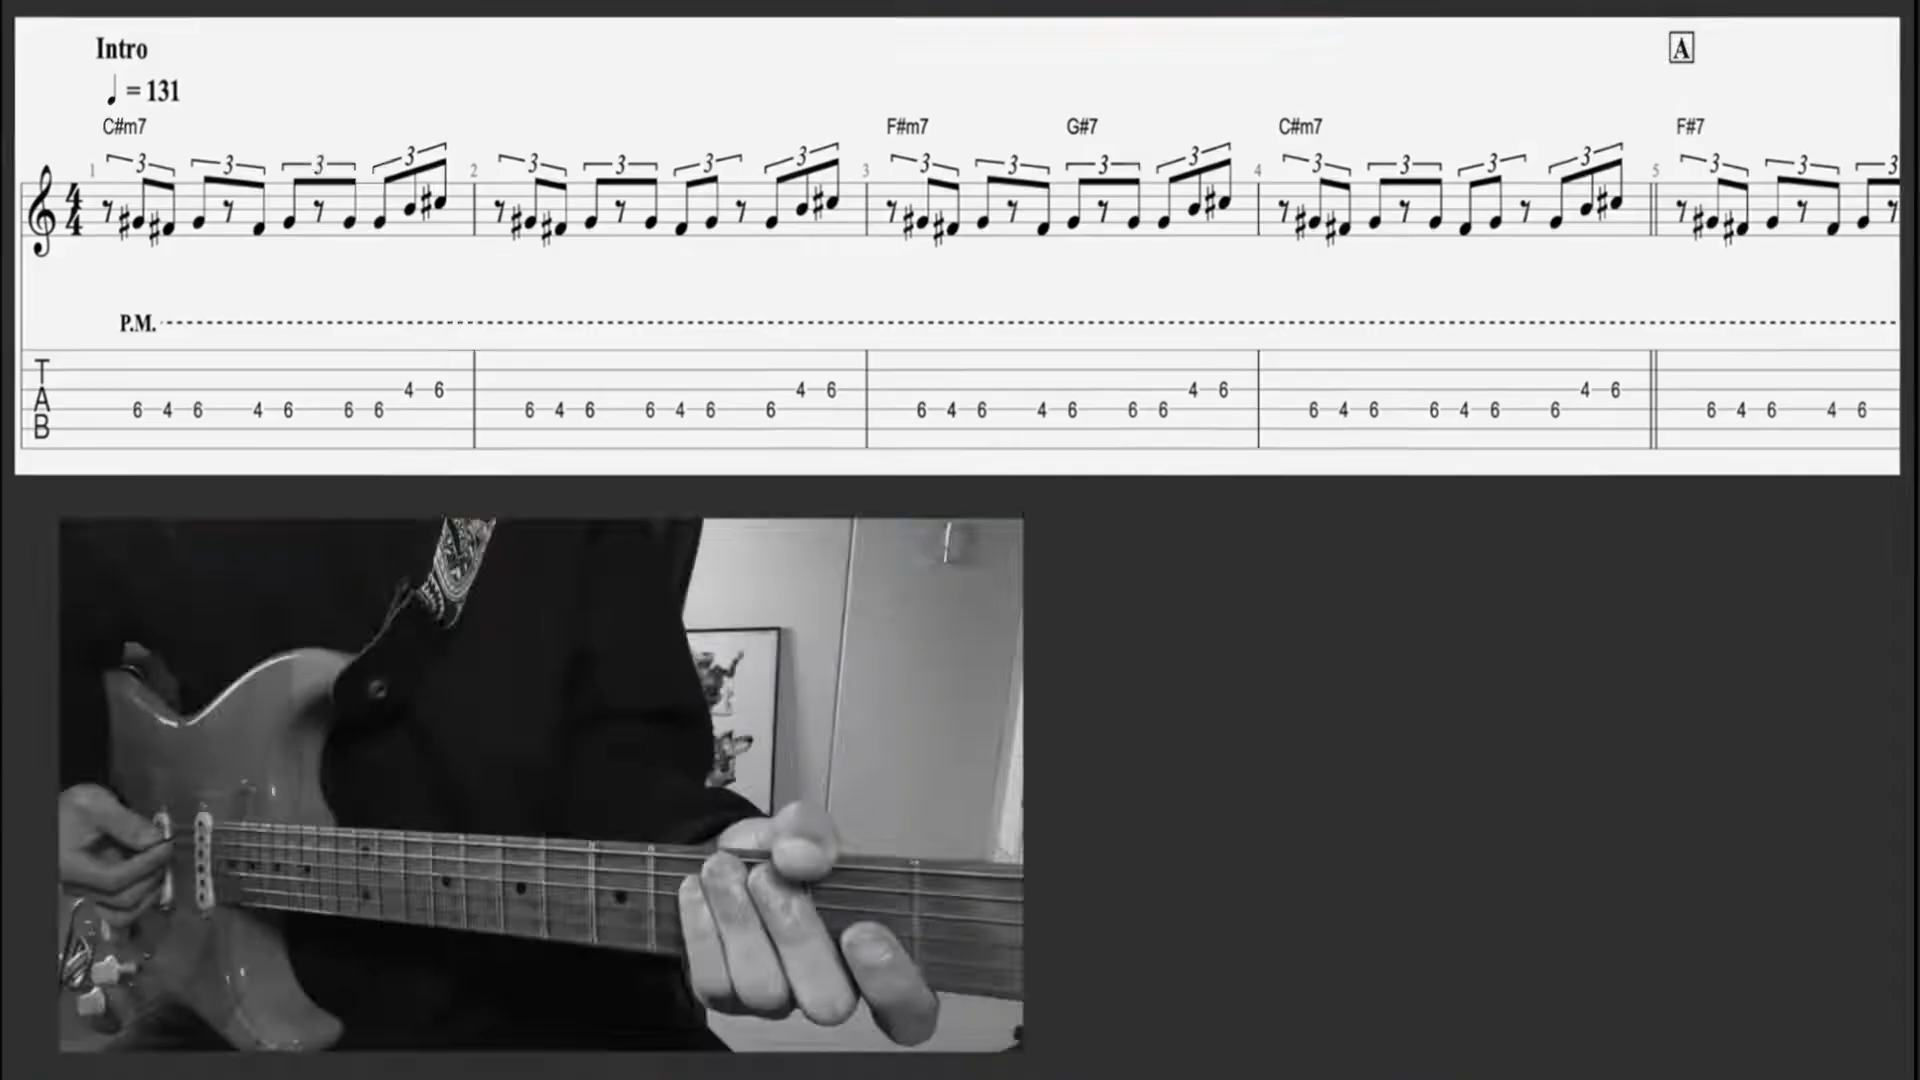 Intro
A
♩ = 131
C#m7 F#m7 G#7 C#m7 F#7
3 3 3 3 3 3 3 3 3 3 3 3 3 3 3 3 3 3 3
1 2 3 4 5
4 4
P.M.
T
4 6 4 6 4 6 4 6
A
6 4 6 4 6 6 6 6 4 6 6 4 6 6 6 4 6 4 6 6 6 6 4 6 6 4 6 6 6 4 6 4 6
B